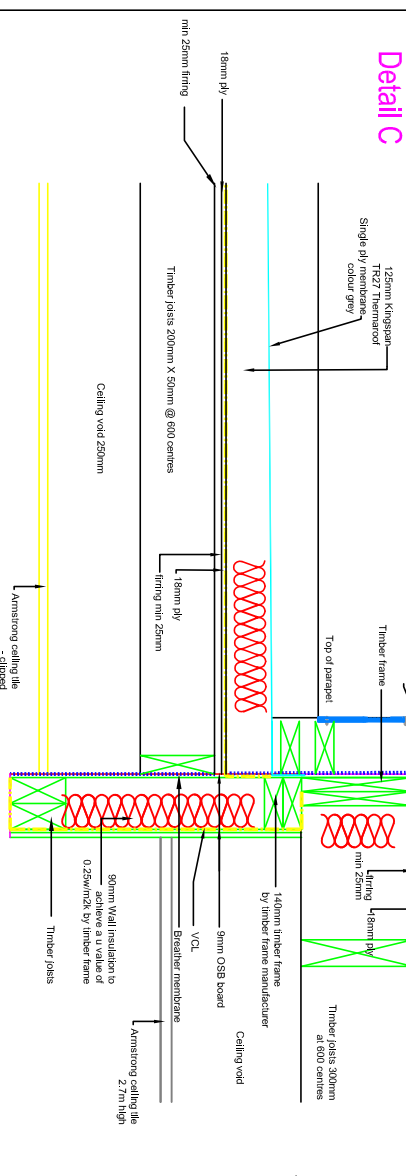 Detail C
18mm ply
min 25mm firring
125mm Kingspan
TR27 Thermaroof
Single ply membrane
colour grey
Timber joists 200mm X 50mm @ 600 centres
Ceiling void 250mm
18mm ply
firring min 25mm
Armstrong ceiling tile
- clipped
Top of parapet
Timber frame
firring
min 25mm
18mm ply
140mm timber frame
by timber frame manufacturer
9mm OSB board
VCL
Breather membrane
90mm Wall insulation to
achieve a u value of
0.25w/m2k by timber frame
Timber joists
Timber joists 300mm
at 600 centres
Ceiling void
Armstrong ceiling tile
2.7m high